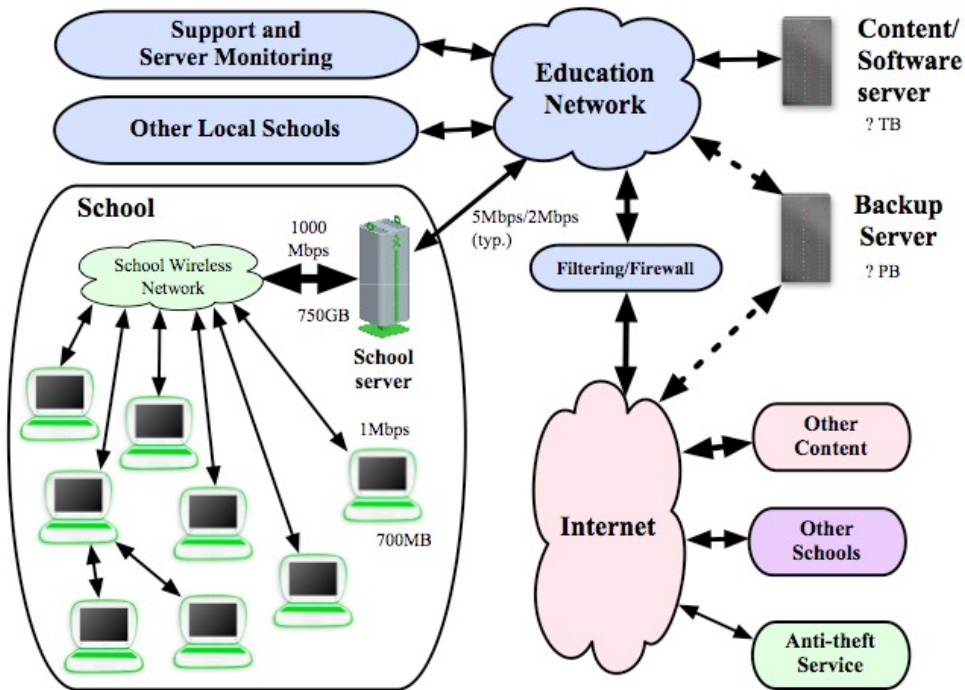 Support and
Server Monitoring
Education
Network
Content/
Software
server
? TB
Other Local Schools
School
1000
Mbps
5Mbps/2Mbps
(typ.)
Backup
Server
? PB
School Wireless
Network
Filtering/Firewall
750GB
School
server
1Mbps
Other
Content
700MB
Internet
Other
Schools
Anti-theft
Service